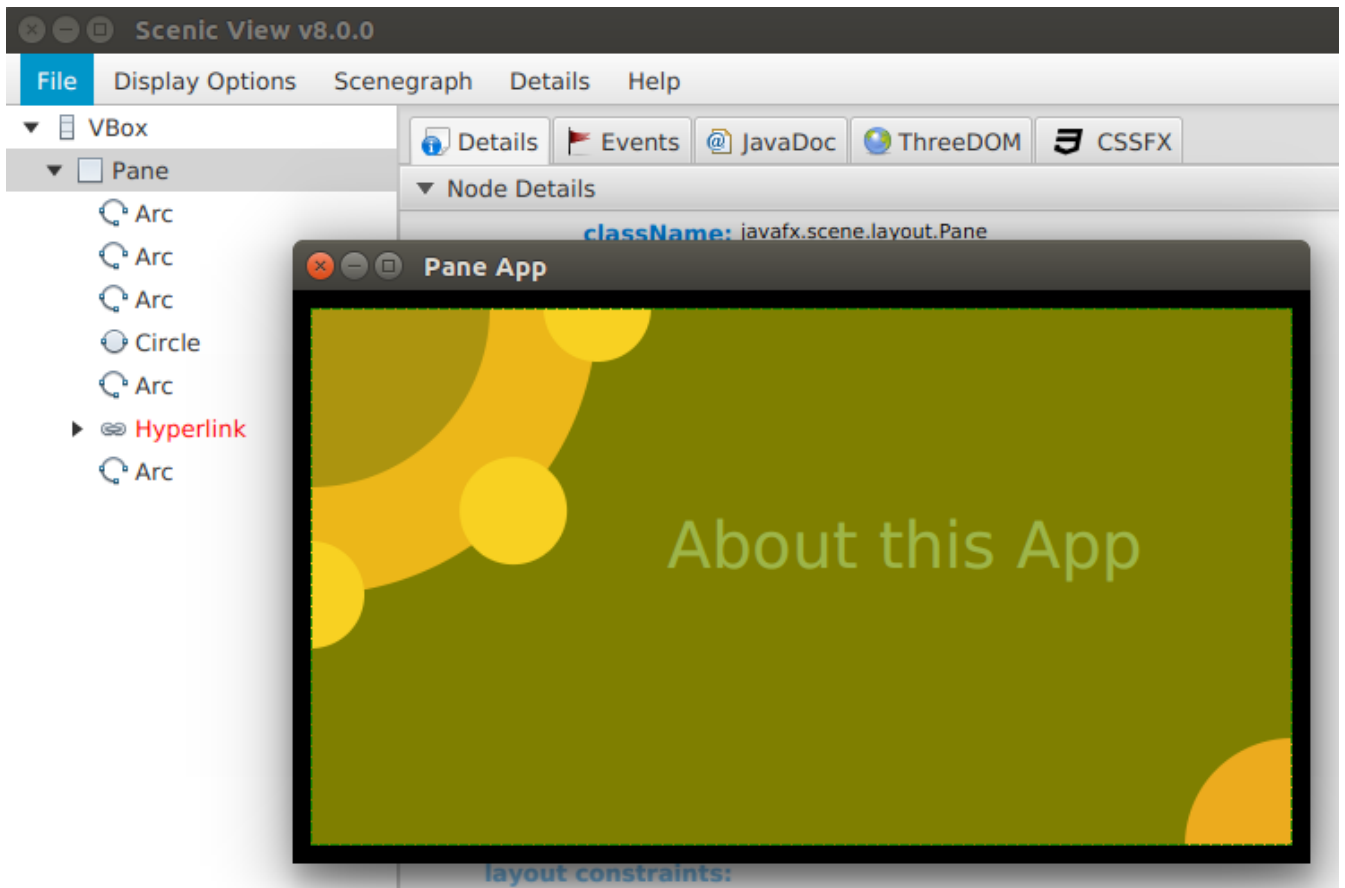 Scenic View v8.0.0
File Display Options Scenegraph Details Help
VBox
Pane
Arc
Arc
Arc
Circle
Arc
Hyperlink
Arc
Details Events JavaDoc ThreeDOM CSSFX
Node Details
className: javafx.scene.layout.Pane
Pane App
About this App
layout constraints: